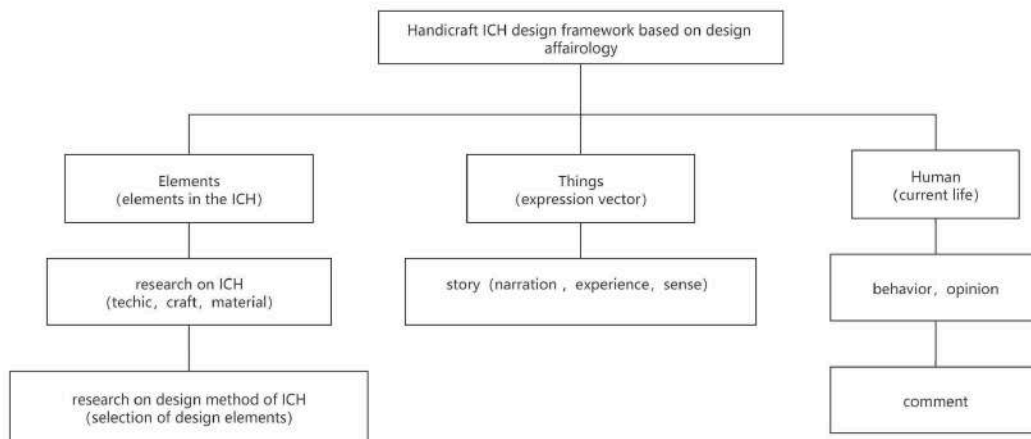 Handicraft ICH design framework based on design
affairology
Elements
(elements in the ICH)
Things
(expression vector)
Human
(current life)
research on ICH
(techic, craft, material)
story (narration , experience, sense)
behavior, opinion
research on design method of ICH
(selection of design elements)
comment